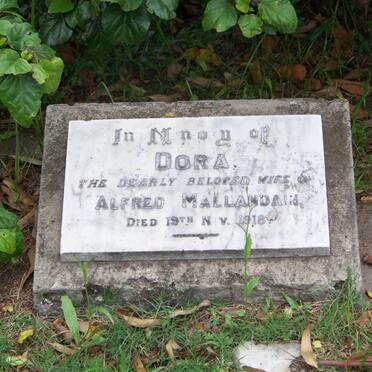 In M m o y of
DORA,
THE DEARLY BELOVED WIFE OF
ALFRED MALLANDAIN.
DIED 19TH N V. 1918